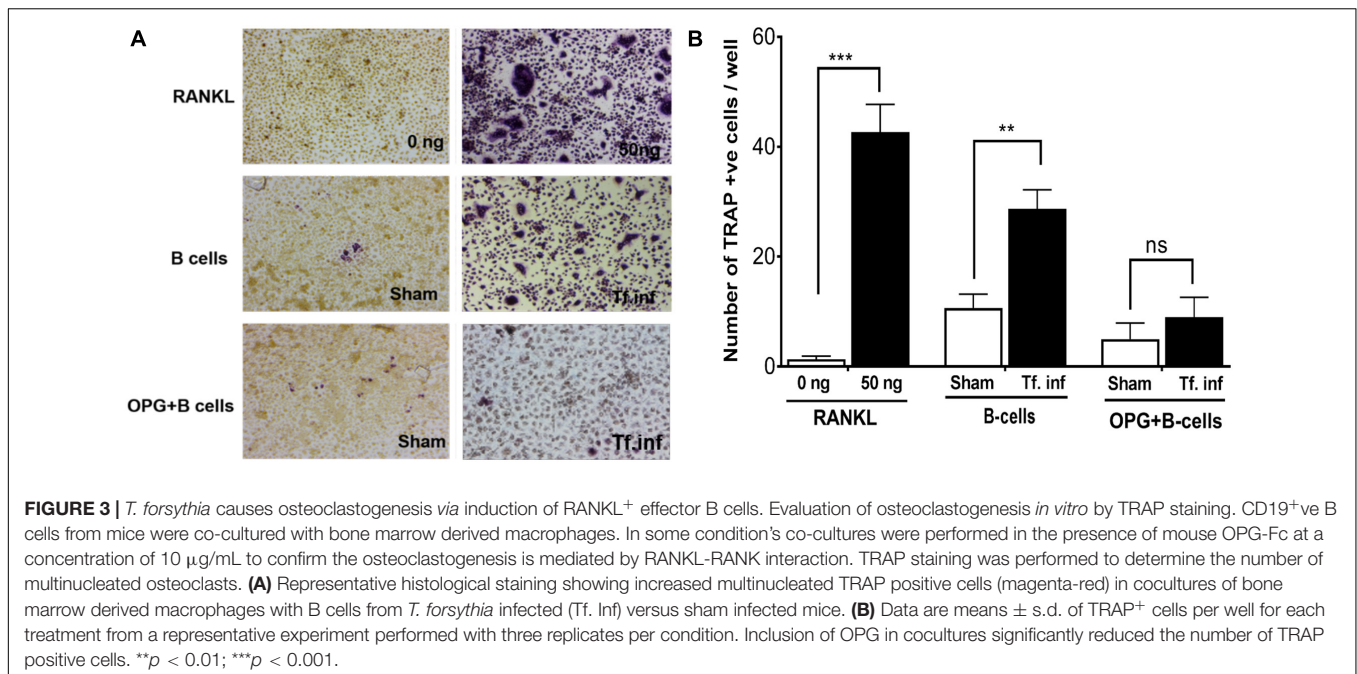 A
RANKL
0 ng
50ng
B cells
Sham
Tf.inf
OPG+B cells
Sham
Tf.inf
B
Number of TRAP +ve cells / well
60
40
20
0
***
**
ns
0 ng 50 ng Sham Tf. inf Sham Tf. inf
RANKL B-cells OPG+B-cells
FIGURE 3 | T. forsythia causes osteoclastogenesis via induction of RANKL+ effector B cells. Evaluation of osteoclastogenesis in vitro by TRAP staining. CD19+ve B
cells from mice were co-cultured with bone marrow derived macrophages. In some condition's co-cultures were performed in the presence of mouse OPG-Fc at a
concentration of 10 μg/mL to confirm the osteoclastogenesis is mediated by RANKL-RANK interaction. TRAP staining was performed to determine the number of
multinucleated osteoclasts. (A) Representative histological staining showing increased multinucleated TRAP positive cells (magenta-red) in cocultures of bone
marrow derived macrophages with B cells from T. forsythia infected (Tf. Inf) versus sham infected mice. (B) Data are means ± s.d. of TRAP+ cells per well for each
treatment from a representative experiment performed with three replicates per condition. Inclusion of OPG in cocultures significantly reduced the number of TRAP
positive cells. **p < 0.01; ***p < 0.001.